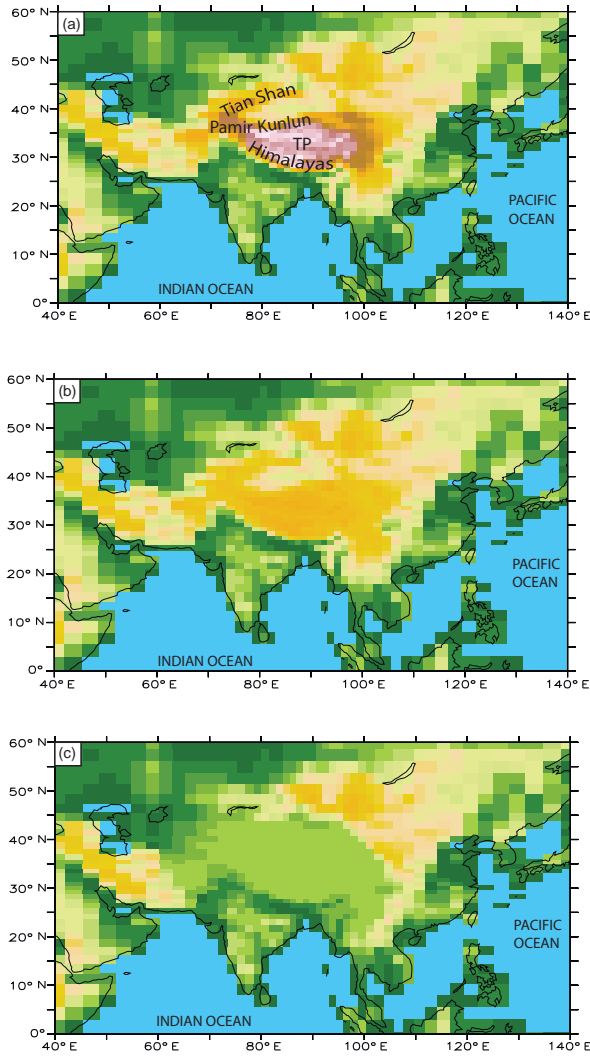 60° N
(a)
50° N
40° N
30° N
20° N
10° N
0°
Tian Shan
Pamir Kunlun
TP
Himalayas
PACIFIC
OCEAN
INDIAN OCEAN
40° E
60° E
80° E
100° E
120° E
140° E
60° N
(b)
50° N
40° N
30° N
20° N
10° N
0°
PACIFIC
OCEAN
INDIAN OCEAN
40° E
60° E
80° E
100° E
120° E
140° E
60° N
(c)
50° N
40° N
30° N
20° N
10° N
0°
PACIFIC
OCEAN
INDIAN OCEAN
40° E
60° E
80° E
100° E
120° E
140° E